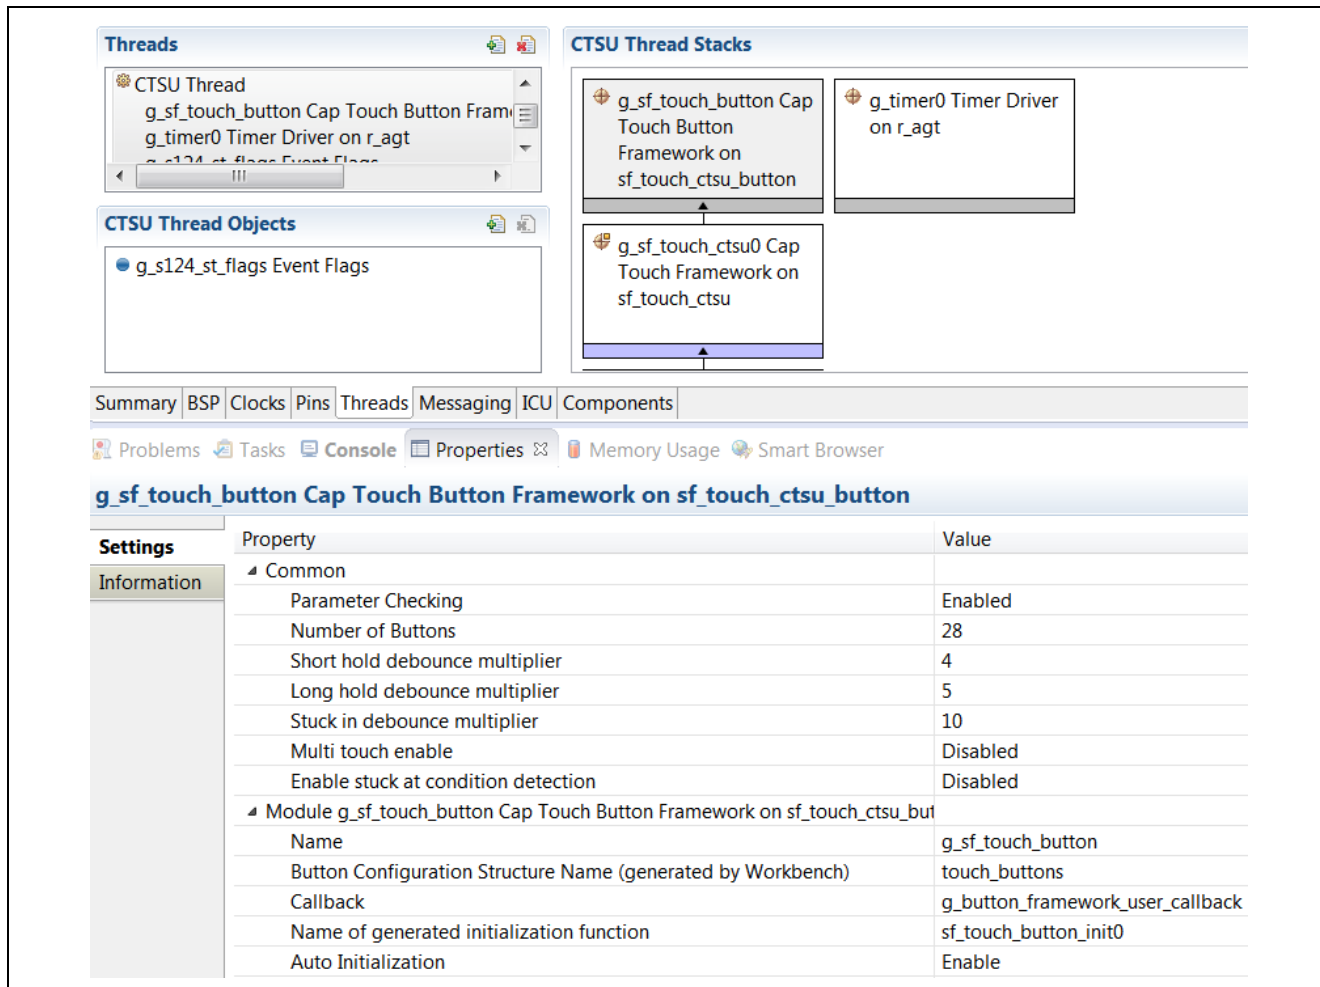 Threads
CTSU Thread
g_sf_touch_button Cap Touch Button Fram
g_timer0 Timer Driver on r_agt
g_s124_st_flags Event Flags
CTSU Thread Objects
g_s124_st_flags Event Flags
CTSU Thread Stacks
g_sf_touch_button Cap
Touch Button
Framework on
sf_touch_ctsu_button
g_timer0 Timer Driver
on r_agt
g_sf_touch_ctsu0 Cap
Touch Framework on
sf_touch_ctsu
Summary BSP Clocks Pins Threads Messaging ICU Components
Problems Tasks Console Properties Memory Usage Smart Browser
g_sf_touch_button Cap Touch Button Framework on sf_touch_ctsu_button
Settings
Information
Property Value
Common
Parameter Checking Enabled
Number of Buttons 28
Short hold debounce multiplier 4
Long hold debounce multiplier 5
Stuck in debounce multiplier 10
Multi touch enable Disabled
Enable stuck at condition detection Disabled
Module g_sf_touch_button Cap Touch Button Framework on sf_touch_ctsu_but
Name g_sf_touch_button
Button Configuration Structure Name (generated by Workbench) touch_buttons
Callback g_button_framework_user_callback
Name of generated initialization function sf_touch_button_init0
Auto Initialization Enable